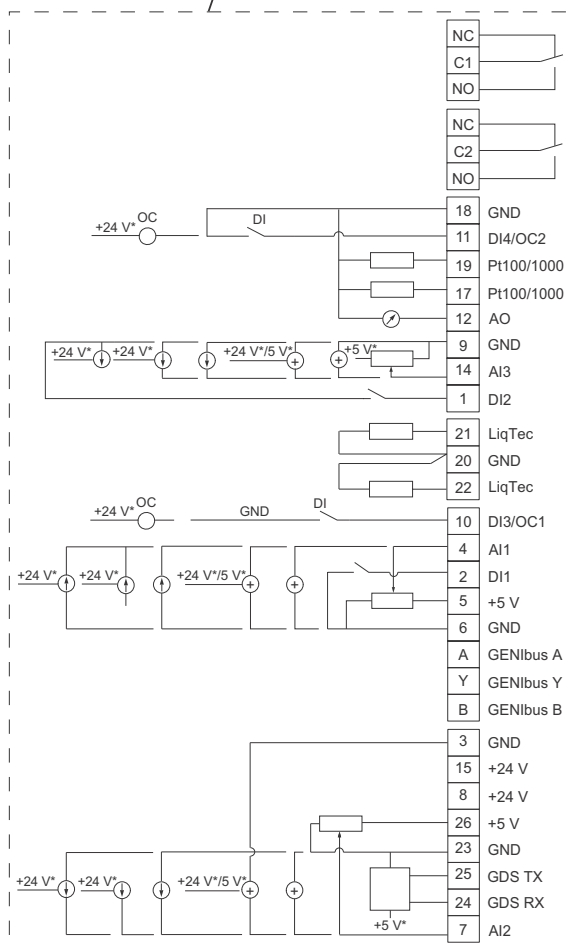 NC
C1
NO
NC
C2
NO
18 GND
+24 V* OC DI 11 DI4/OC2
19 Pt100/1000
17 Pt100/1000
12 AO
9 GND
+24 V* +24 V* +24 V*/5 V* +5 V*
14 AI3
1 DI2
21 LiqTec
20 GND
22 LiqTec
+24 V* OC GND DI 10 DI3/OC1
4 AI1
+24 V* +24 V* +24 V*/5 V* 2 DI1
5 +5 V
6 GND
A GENIbus A
Y GENIbus Y
B GENIbus B
3 GND
15 +24 V
8 +24 V
26 +5 V
23 GND
25 GDS TX
+24 V* +24 V* +24 V*/5 V* 24 GDS RX
+5 V* 7 AI2